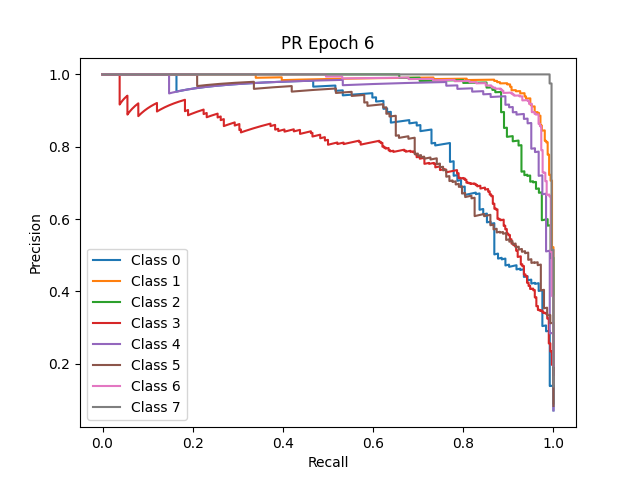 PR Epoch 6
Precision
1.0
0.8
0.6
0.4
0.2
Class 0
Class 1
Class 2
Class 3
Class 4
Class 5
Class 6
Class 7
0.0 0.2 0.4 0.6 0.8 1.0
Recall